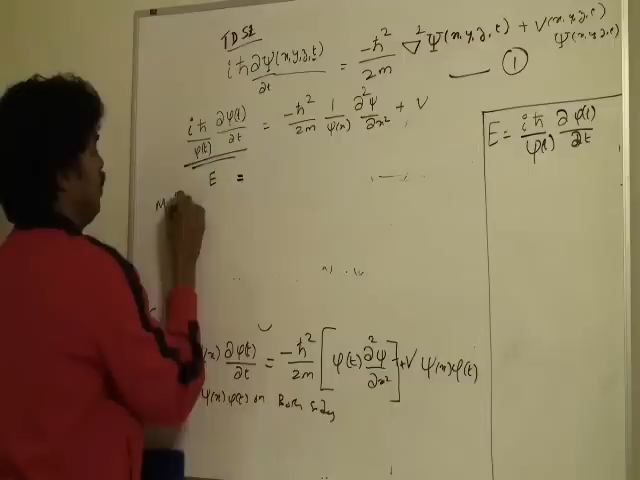 TDSE
iħ ∂Ψ(x,y,z,t)/∂t = -ħ²/2m ∇² Ψ(x,y,z,t) + V(x,y,z,t) Ψ(x,y,z,t) — ①
iħ/φ(t) ∂φ(t)/∂t = -ħ²/2m 1/ψ(x) ∂²ψ/∂x² + V
E = iħ/φ(t) ∂φ(t)/∂t
E =
M
(x) ∂φ(t)/∂t = -ħ²/2m [φ(t) ∂²ψ/∂x²] + V ψ(x)φ(t)
ψ(x)φ(t) on Both sides